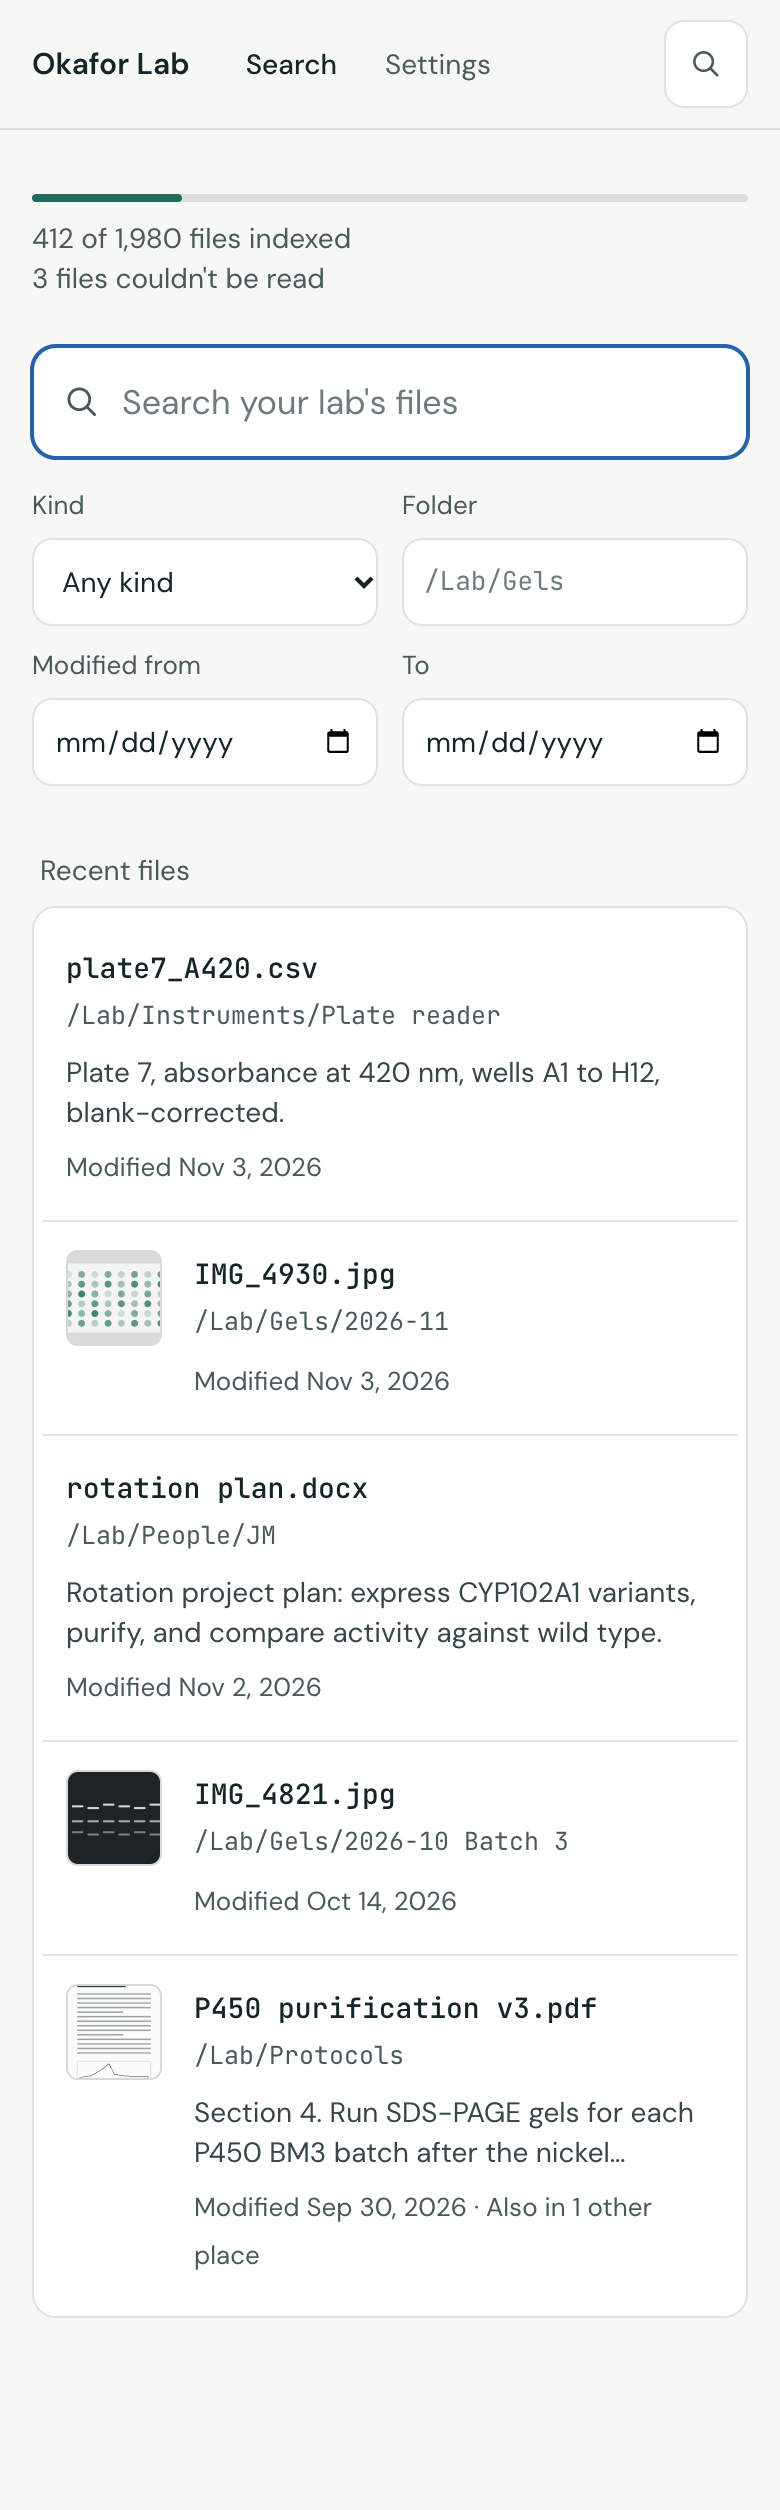 Okafor Lab Search Settings
412 of 1,980 files indexed
3 files couldn't be read
Search your lab's files
Kind Folder
Any kind /Lab/Gels
Modified from To
mm/dd/yyyy mm/dd/yyyy
Recent files
plate7_A420.csv
/Lab/Instruments/Plate reader
Plate 7, absorbance at 420 nm, wells A1 to H12,
blank-corrected.
Modified Nov 3, 2026
IMG_4930.jpg
/Lab/Gels/2026-11
Modified Nov 3, 2026
rotation plan.docx
/Lab/People/JM
Rotation project plan: express CYP102A1 variants,
purify, and compare activity against wild type.
Modified Nov 2, 2026
IMG_4821.jpg
/Lab/Gels/2026-10 Batch 3
Modified Oct 14, 2026
P450 purification v3.pdf
/Lab/Protocols
Section 4. Run SDS-PAGE gels for each
P450 BM3 batch after the nickel…
Modified Sep 30, 2026 · Also in 1 other
place